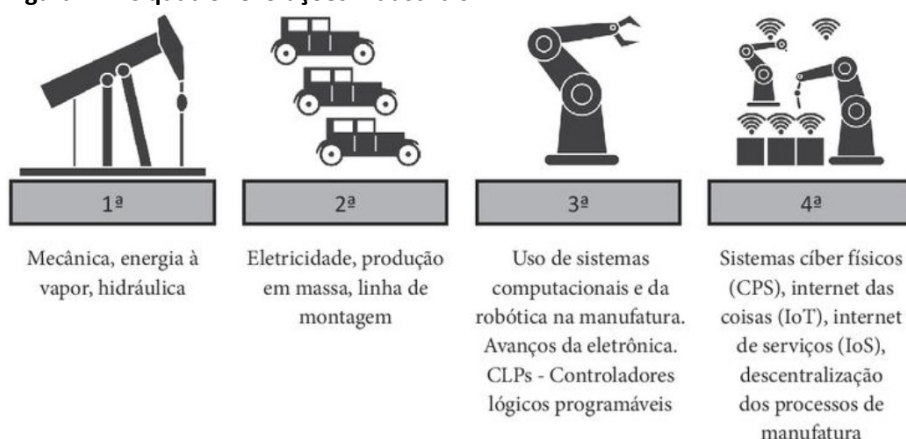 1ª
Mecânica, energia à
vapor, hidráulica
2ª
Eletricidade, produção
em massa, linha de
montagem
3ª
Uso de sistemas
computacionais e da
robótica na manufatura.
Avanços da eletrônica.
CLPs - Controladores
lógicos programáveis
4ª
Sistemas cíber físicos
(CPS), internet das
coisas (IoT), internet
de serviços (IoS),
descentralização
dos processos de
manufatura